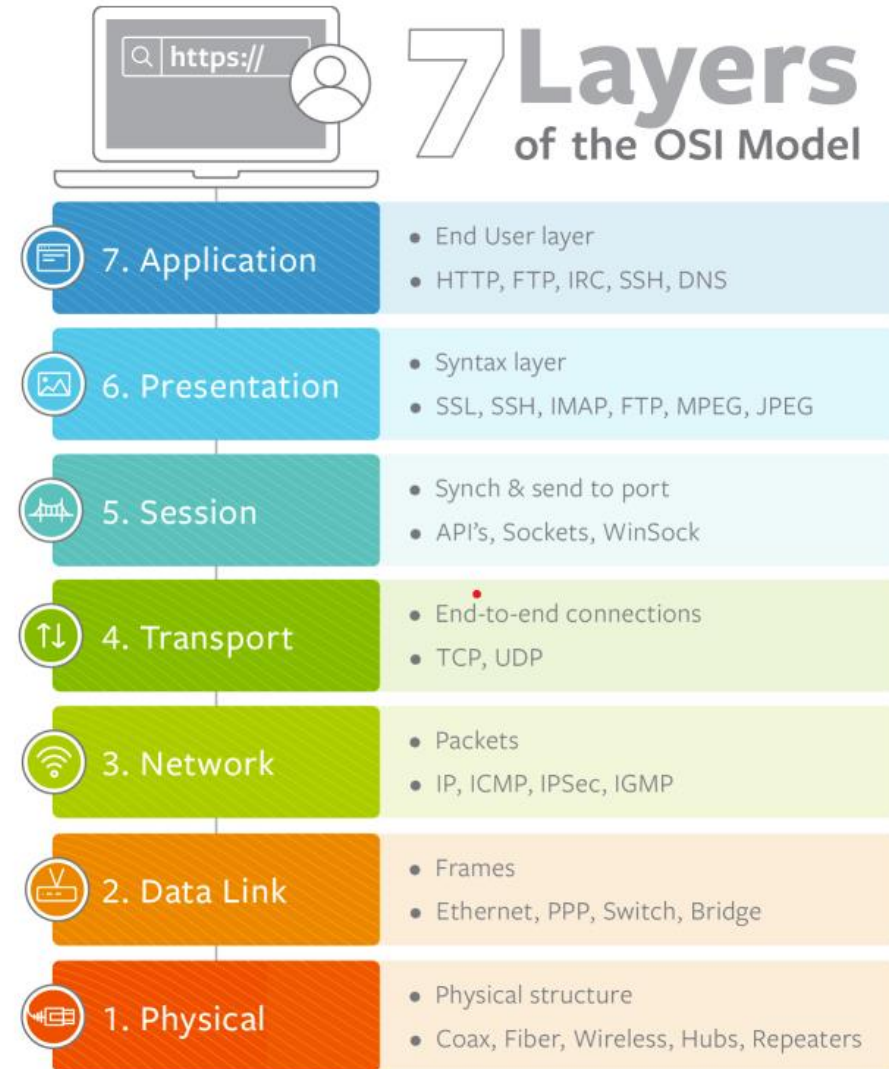 https://
7 Layers
of the OSI Model
7. Application
• End User layer
• HTTP, FTP, IRC, SSH, DNS
6. Presentation
• Syntax layer
• SSL, SSH, IMAP, FTP, MPEG, JPEG
5. Session
• Synch & send to port
• API's, Sockets, WinSock
4. Transport
• End-to-end connections
• TCP, UDP
3. Network
• Packets
• IP, ICMP, IPSec, IGMP
2. Data Link
• Frames
• Ethernet, PPP, Switch, Bridge
1. Physical
• Physical structure
• Coax, Fiber, Wireless, Hubs, Repeaters